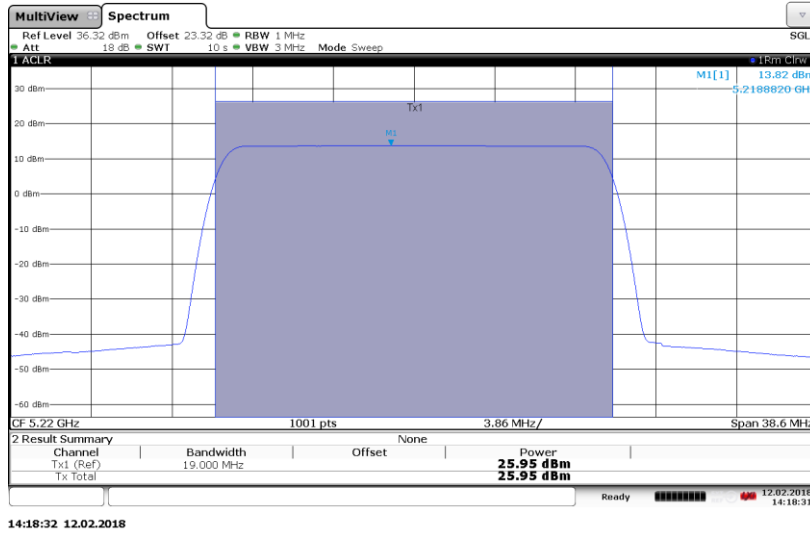 MultiView Spectrum
Ref Level 36.32 dBm Offset 23.32 dB RBW 1 MHz SGL
Att 18 dB SWT 10 s VBW 3 MHz Mode Sweep
1 ACLR 1Rm Clrw
M1[1] 13.82 dBm
5.2188820 GH
30 dBm
Tx1
20 dBm
M1
10 dBm
0 dBm
-10 dBm
-20 dBm
-30 dBm
-40 dBm
-50 dBm
-60 dBm
CF 5.22 GHz 1001 pts 3.86 MHz/ Span 38.6 MHz
2 Result Summary None
Channel Bandwidth Offset Power
Tx1 (Ref) 19.000 MHz 25.95 dBm
Tx Total 25.95 dBm
Ready 12.02.2018
14:18:31
14:18:32 12.02.2018